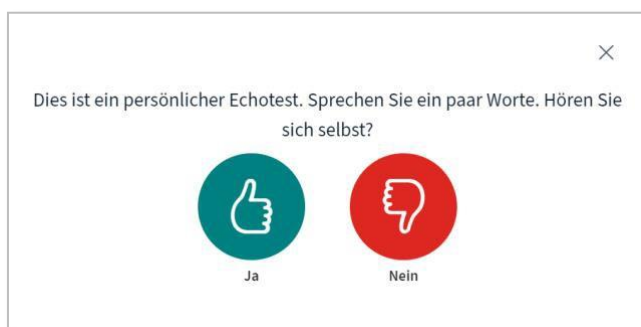 Dies ist ein persönlicher Echotest. Sprechen Sie ein paar Worte. Hören Sie
sich selbst?
Ja
Nein